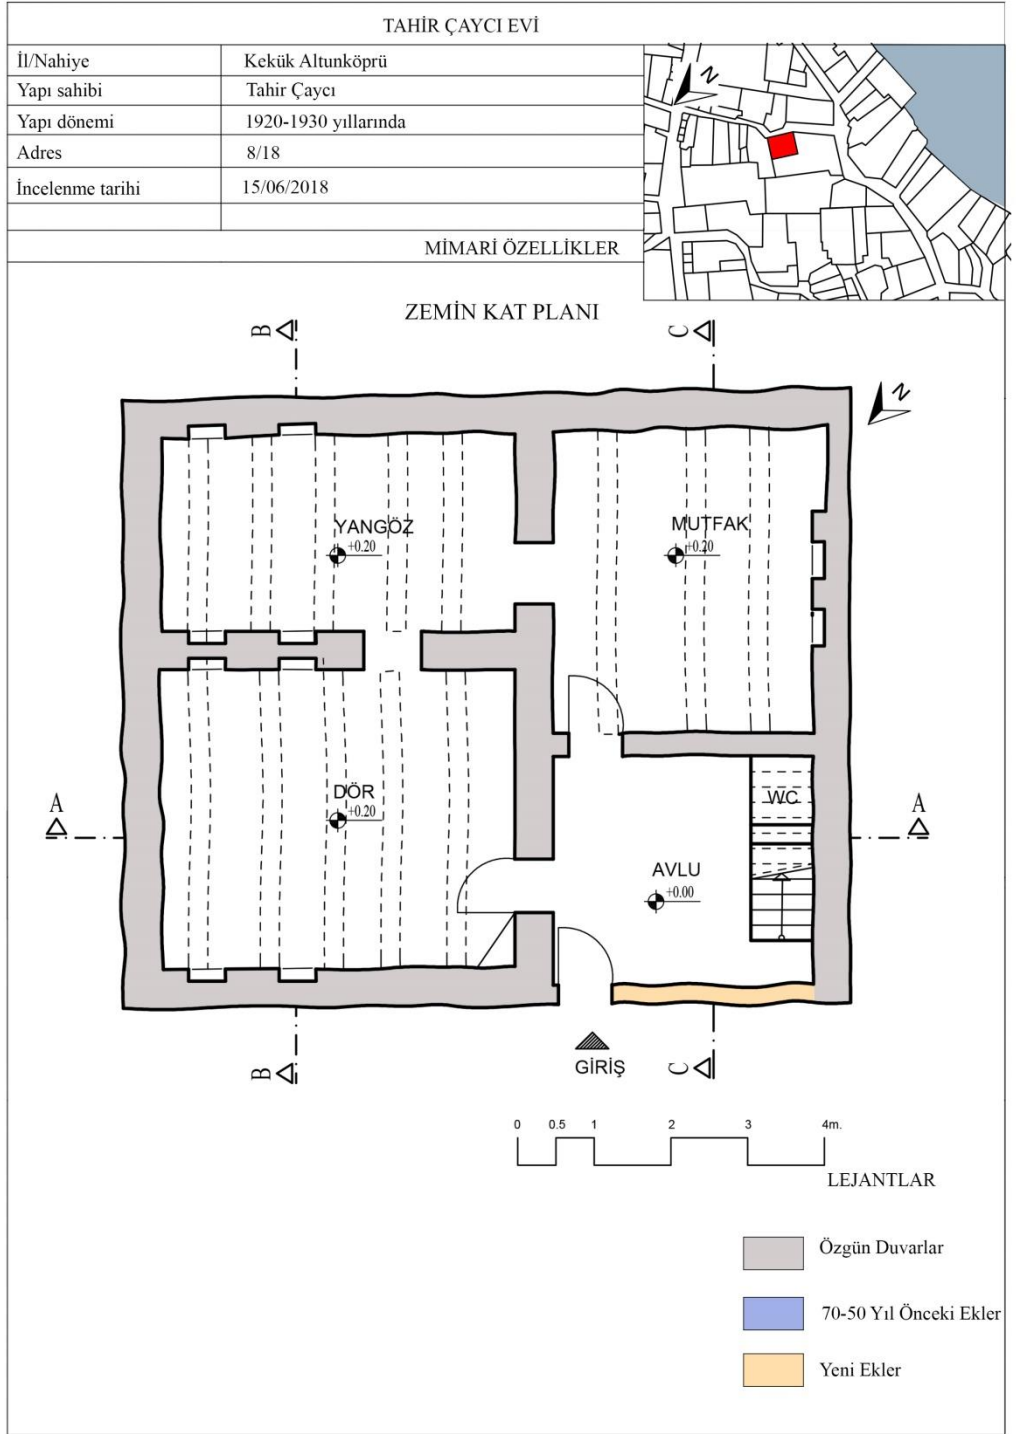 TAHİR ÇAYCI EVİ
İl/Nahiye Kekük Altunköprü
Yapı sahibi Tahir Çaycı
Yapı dönemi 1920-1930 yıllarında
Adres 8/18
İncelenme tarihi 15/06/2018
N
MİMARİ ÖZELLİKLER
ZEMİN KAT PLANI
B C
N
YANGÖZ MUTFAK
+0.20 +0.20
DÖR
+0.20
WC
A A
AVLU
+0.00
B C
GİRİŞ
0 0.5 1 2 3 4m.
LEJANTLAR
Özgün Duvarlar
70-50 Yıl Önceki Ekler
Yeni Ekler